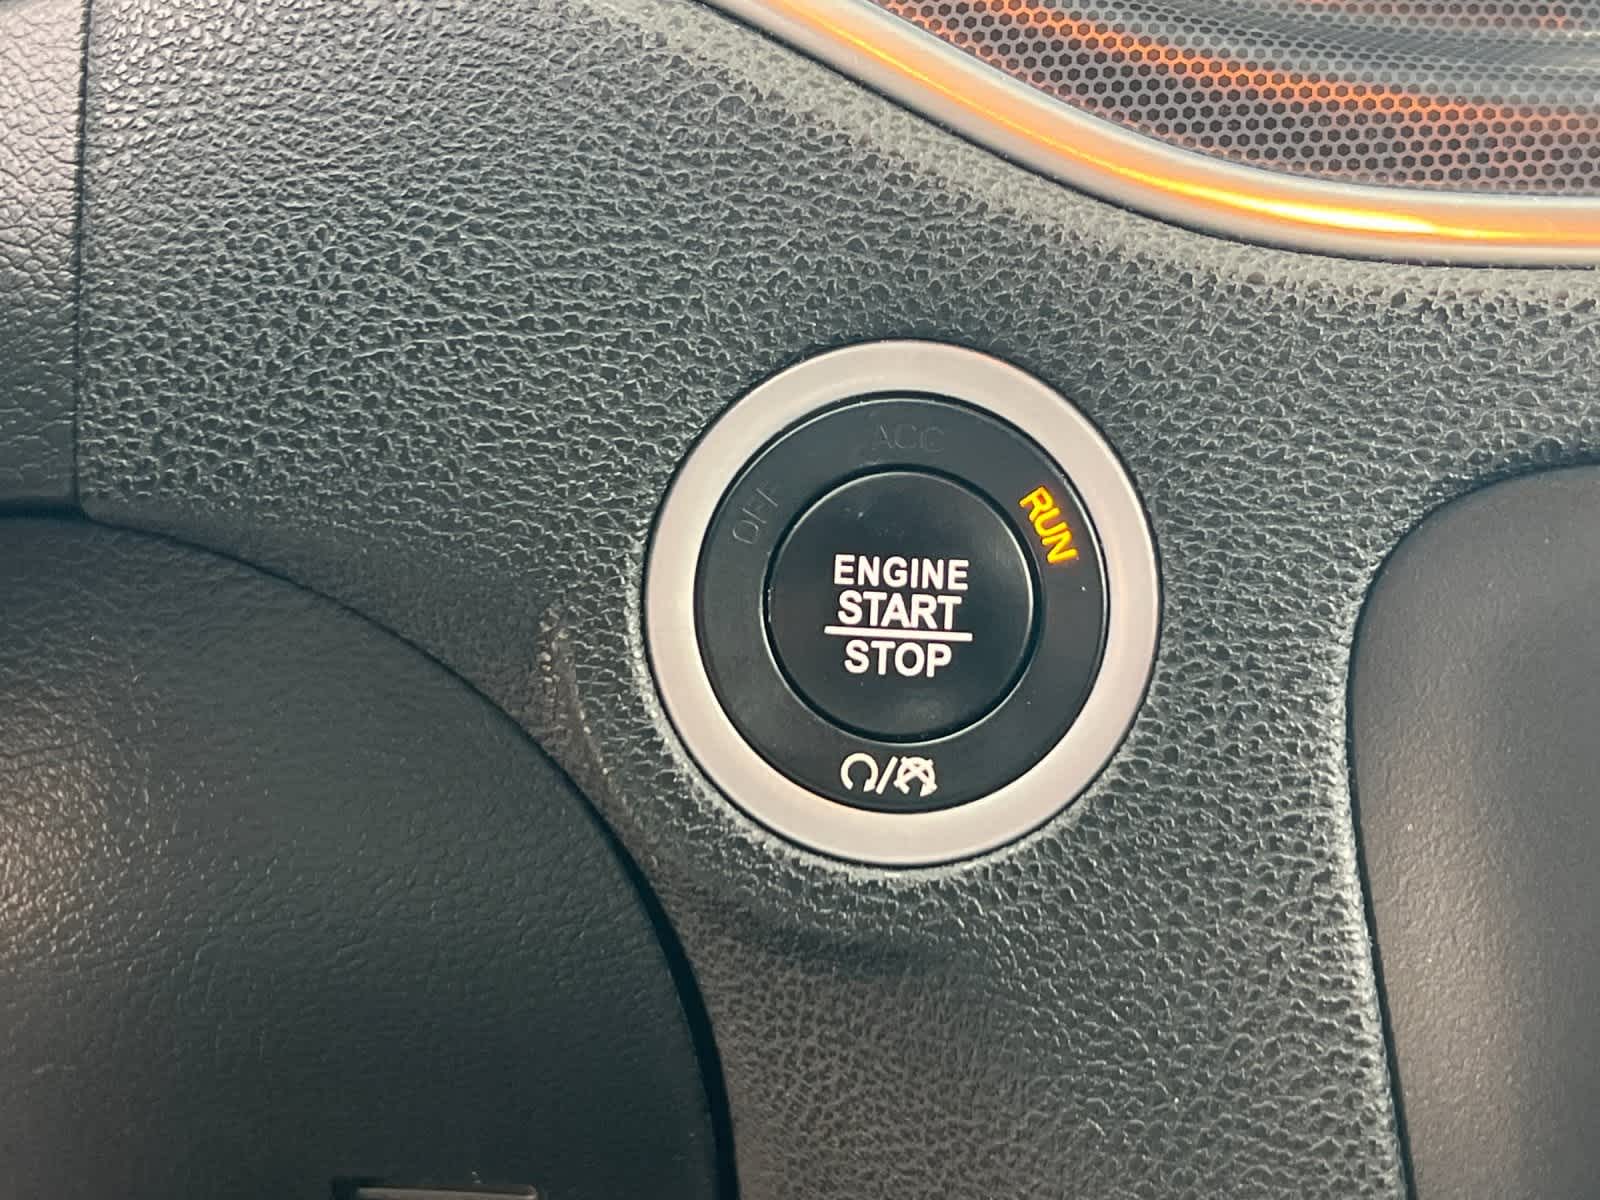 ACC
OFF
RUN
ENGINE
START
STOP